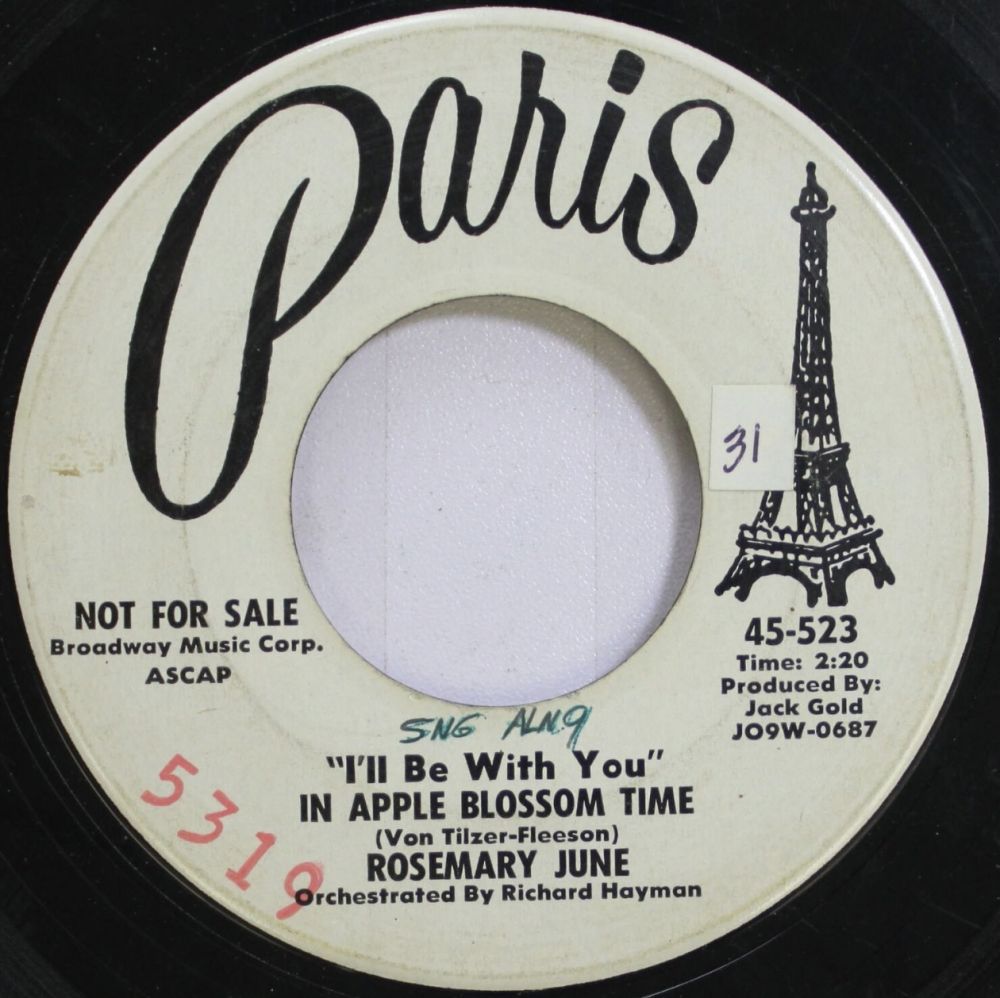 Paris
31
NOT FOR SALE
Broadway Music Corp.
ASCAP
45-523
Time: 2:20
Produced By:
Jack Gold
JO9W-0687
SNG ALNG
"I'll Be With You"
IN APPLE BLOSSOM TIME
(Von Tilzer-Fleeson)
ROSEMARY JUNE
Orchestrated By Richard Hayman
5319